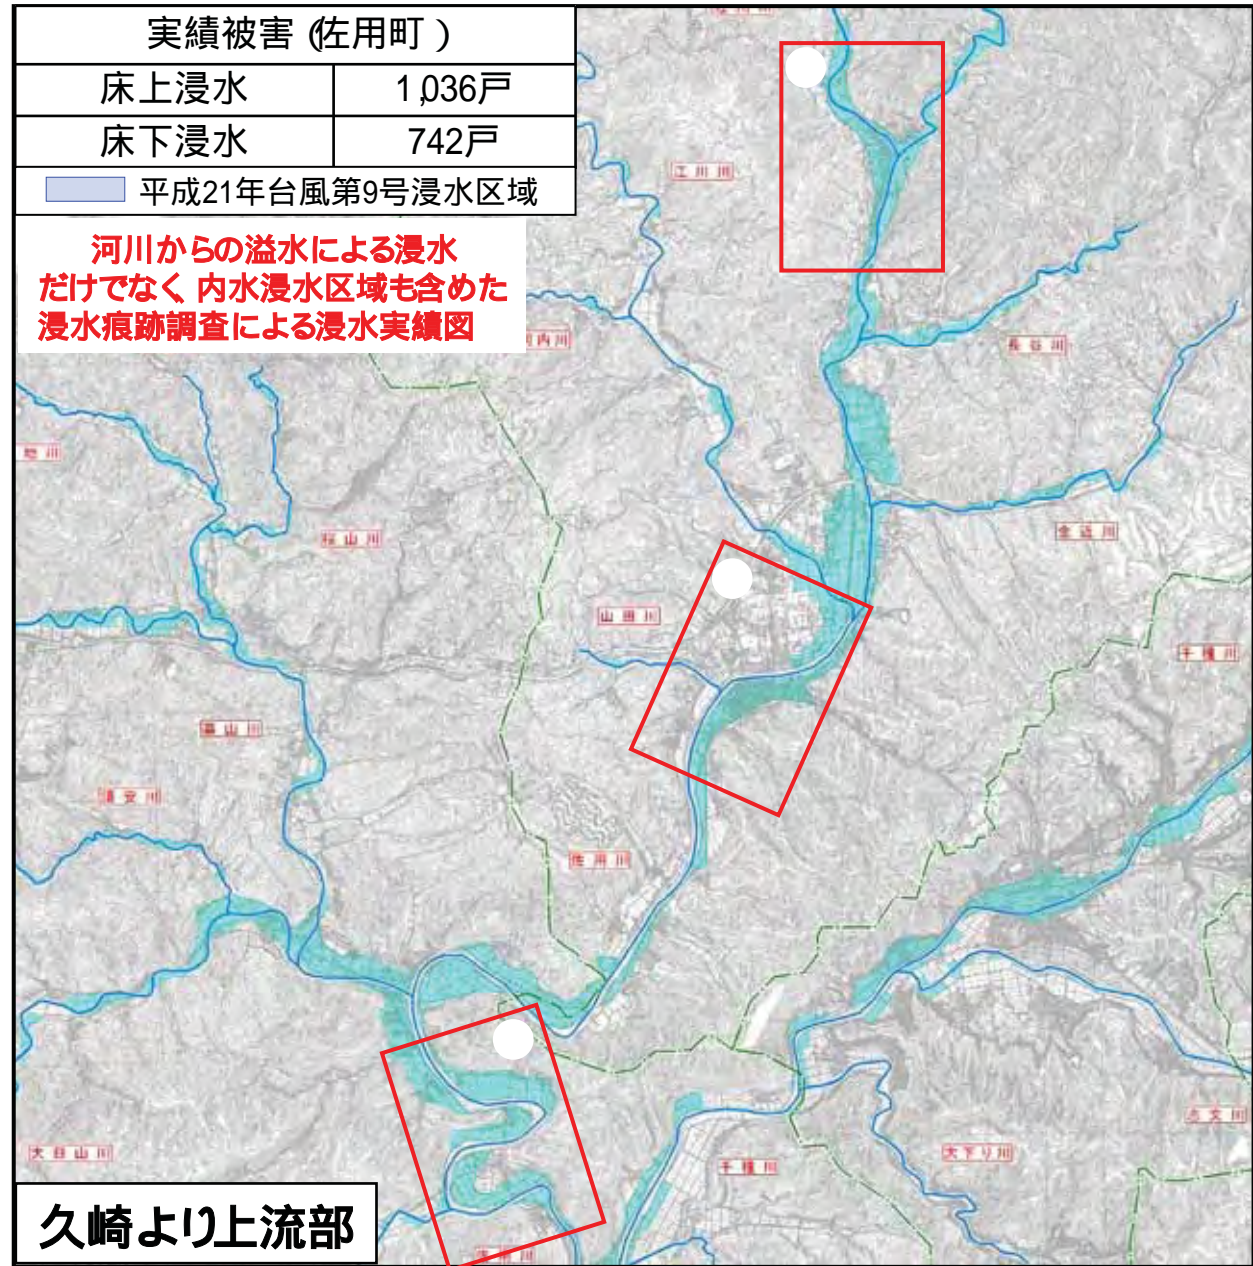 実績被害（佐用町）
床上浸水 1,036戸
床下浸水 742戸
平成21年台風第9号浸水区域
河川からの溢水による浸水
だけでなく、内水浸水区域も含めた
浸水痕跡調査による浸水実績図
江川川
長谷川
桜山川
金近川
山田川
千種川
幕山川
佐用川
大日山川
千種川
大下り川
志文川
久崎より上流部